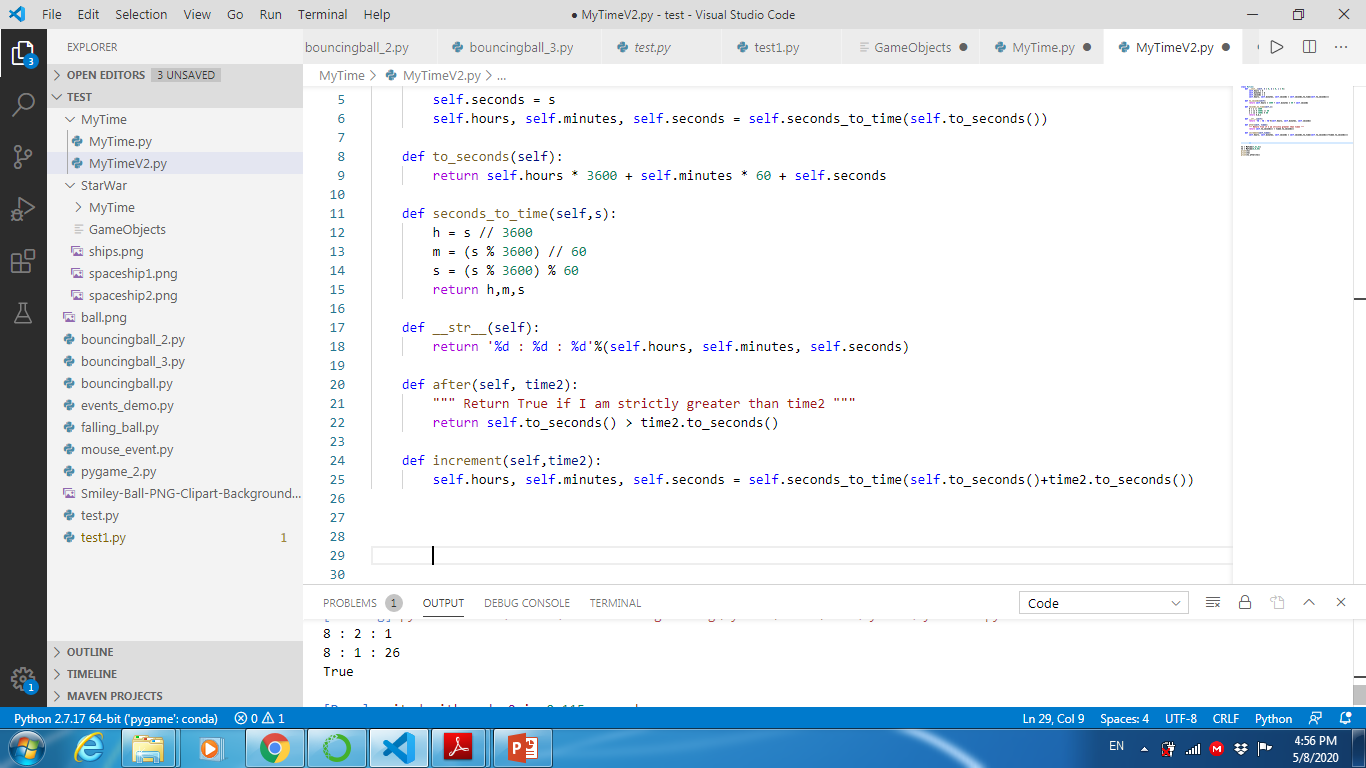 File Edit Selection View Go Run Terminal Help
● MyTimeV2.py - test - Visual Studio Code
EXPLORER
bouncingball_2.py bouncingball_3.py test.py test1.py GameObjects ● MyTime.py ● MyTimeV2.py ●
3
OPEN EDITORS 3 UNSAVED
TEST
MyTime
MyTime.py
MyTimeV2.py
StarWar
MyTime
GameObjects
ships.png
spaceship1.png
spaceship2.png
ball.png
bouncingball_2.py
bouncingball_3.py
bouncingball.py
events_demo.py
falling_ball.py
mouse_event.py
pygame_2.py
Smiley-Ball-PNG-Clipart-Background...
test.py
test1.py 1
OUTLINE
TIMELINE
MAVEN PROJECTS
1
MyTime > MyTimeV2.py > ...
5 self.seconds = s
6 self.hours, self.minutes, self.seconds = self.seconds_to_time(self.to_seconds())
7
8 def to_seconds(self):
9 return self.hours * 3600 + self.minutes * 60 + self.seconds
10
11 def seconds_to_time(self,s):
12 h = s // 3600
13 m = (s % 3600) // 60
14 s = (s % 3600) % 60
15 return h,m,s
16
17 def __str__(self):
18 return '%d : %d : %d'%(self.hours, self.minutes, self.seconds)
19
20 def after(self, time2):
21 """ Return True if I am strictly greater than time2 """
22 return self.to_seconds() > time2.to_seconds()
23
24 def increment(self,time2):
25 self.hours, self.minutes, self.seconds = self.seconds_to_time(self.to_seconds()+time2.to_seconds())
26
27
28
29
30
PROBLEMS 1 OUTPUT DEBUG CONSOLE TERMINAL
Code
8 : 2 : 1
8 : 1 : 26
True
Python 2.7.17 64-bit ('pygame': conda) 0 1
Ln 29, Col 9 Spaces: 4 UTF-8 CRLF Python
EN
4:56 PM
5/8/2020